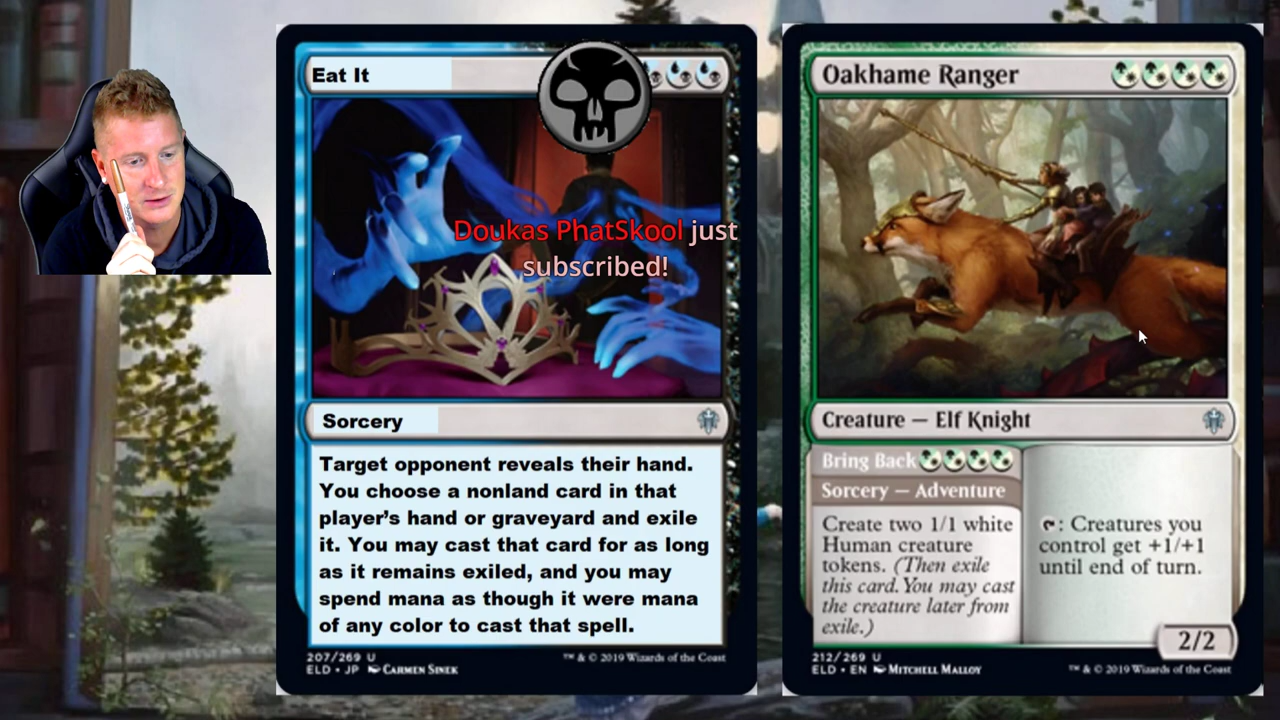 Eat It
Doukas PhatSkool just
subscribed!
Sorcery
Target opponent reveals their hand.
You choose a nonland card in that
player's hand or graveyard and exile
it. You may cast that card for as long
as it remains exiled, and you may
spend mana as though it were mana
of any color to cast that spell.
207/269 U
ELD • JP CARMEN SINEK
™ & © 2019 Wizards of the Coast
Oakhame Ranger
Creature — Elf Knight
Bring Back
Sorcery — Adventure
Create two 1/1 white
Human creature
tokens. (Then exile
this card. You may cast
the creature later from
exile.)
: Creatures you
control get +1/+1
until end of turn.
2/2
212/269 U
ELD • EN MITCHELL MALLOY
™ & © 2019 Wizards of the Coast